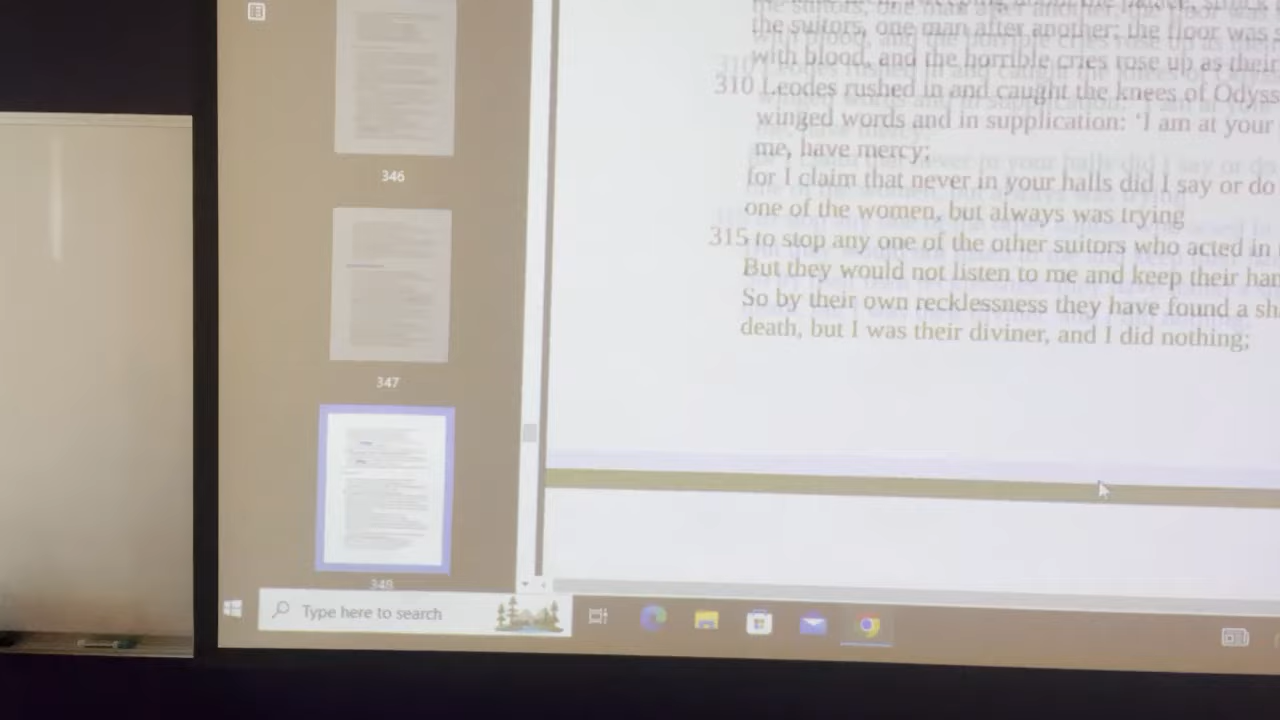 the suitors, one man after another; the floor was
with blood, and the horrible cries rose up as their
310 Leodes rushed in and caught the knees of Odyss
winged words and in supplication: ‘I am at your
me, have mercy;
for I claim that never in your halls did I say or do
one of the women, but always was trying
315 to stop any one of the other suitors who acted in
But they would not listen to me and keep their han
So by their own recklessness they have found a sh
death, but I was their diviner, and I did nothing;
346
347
348
Type here to search